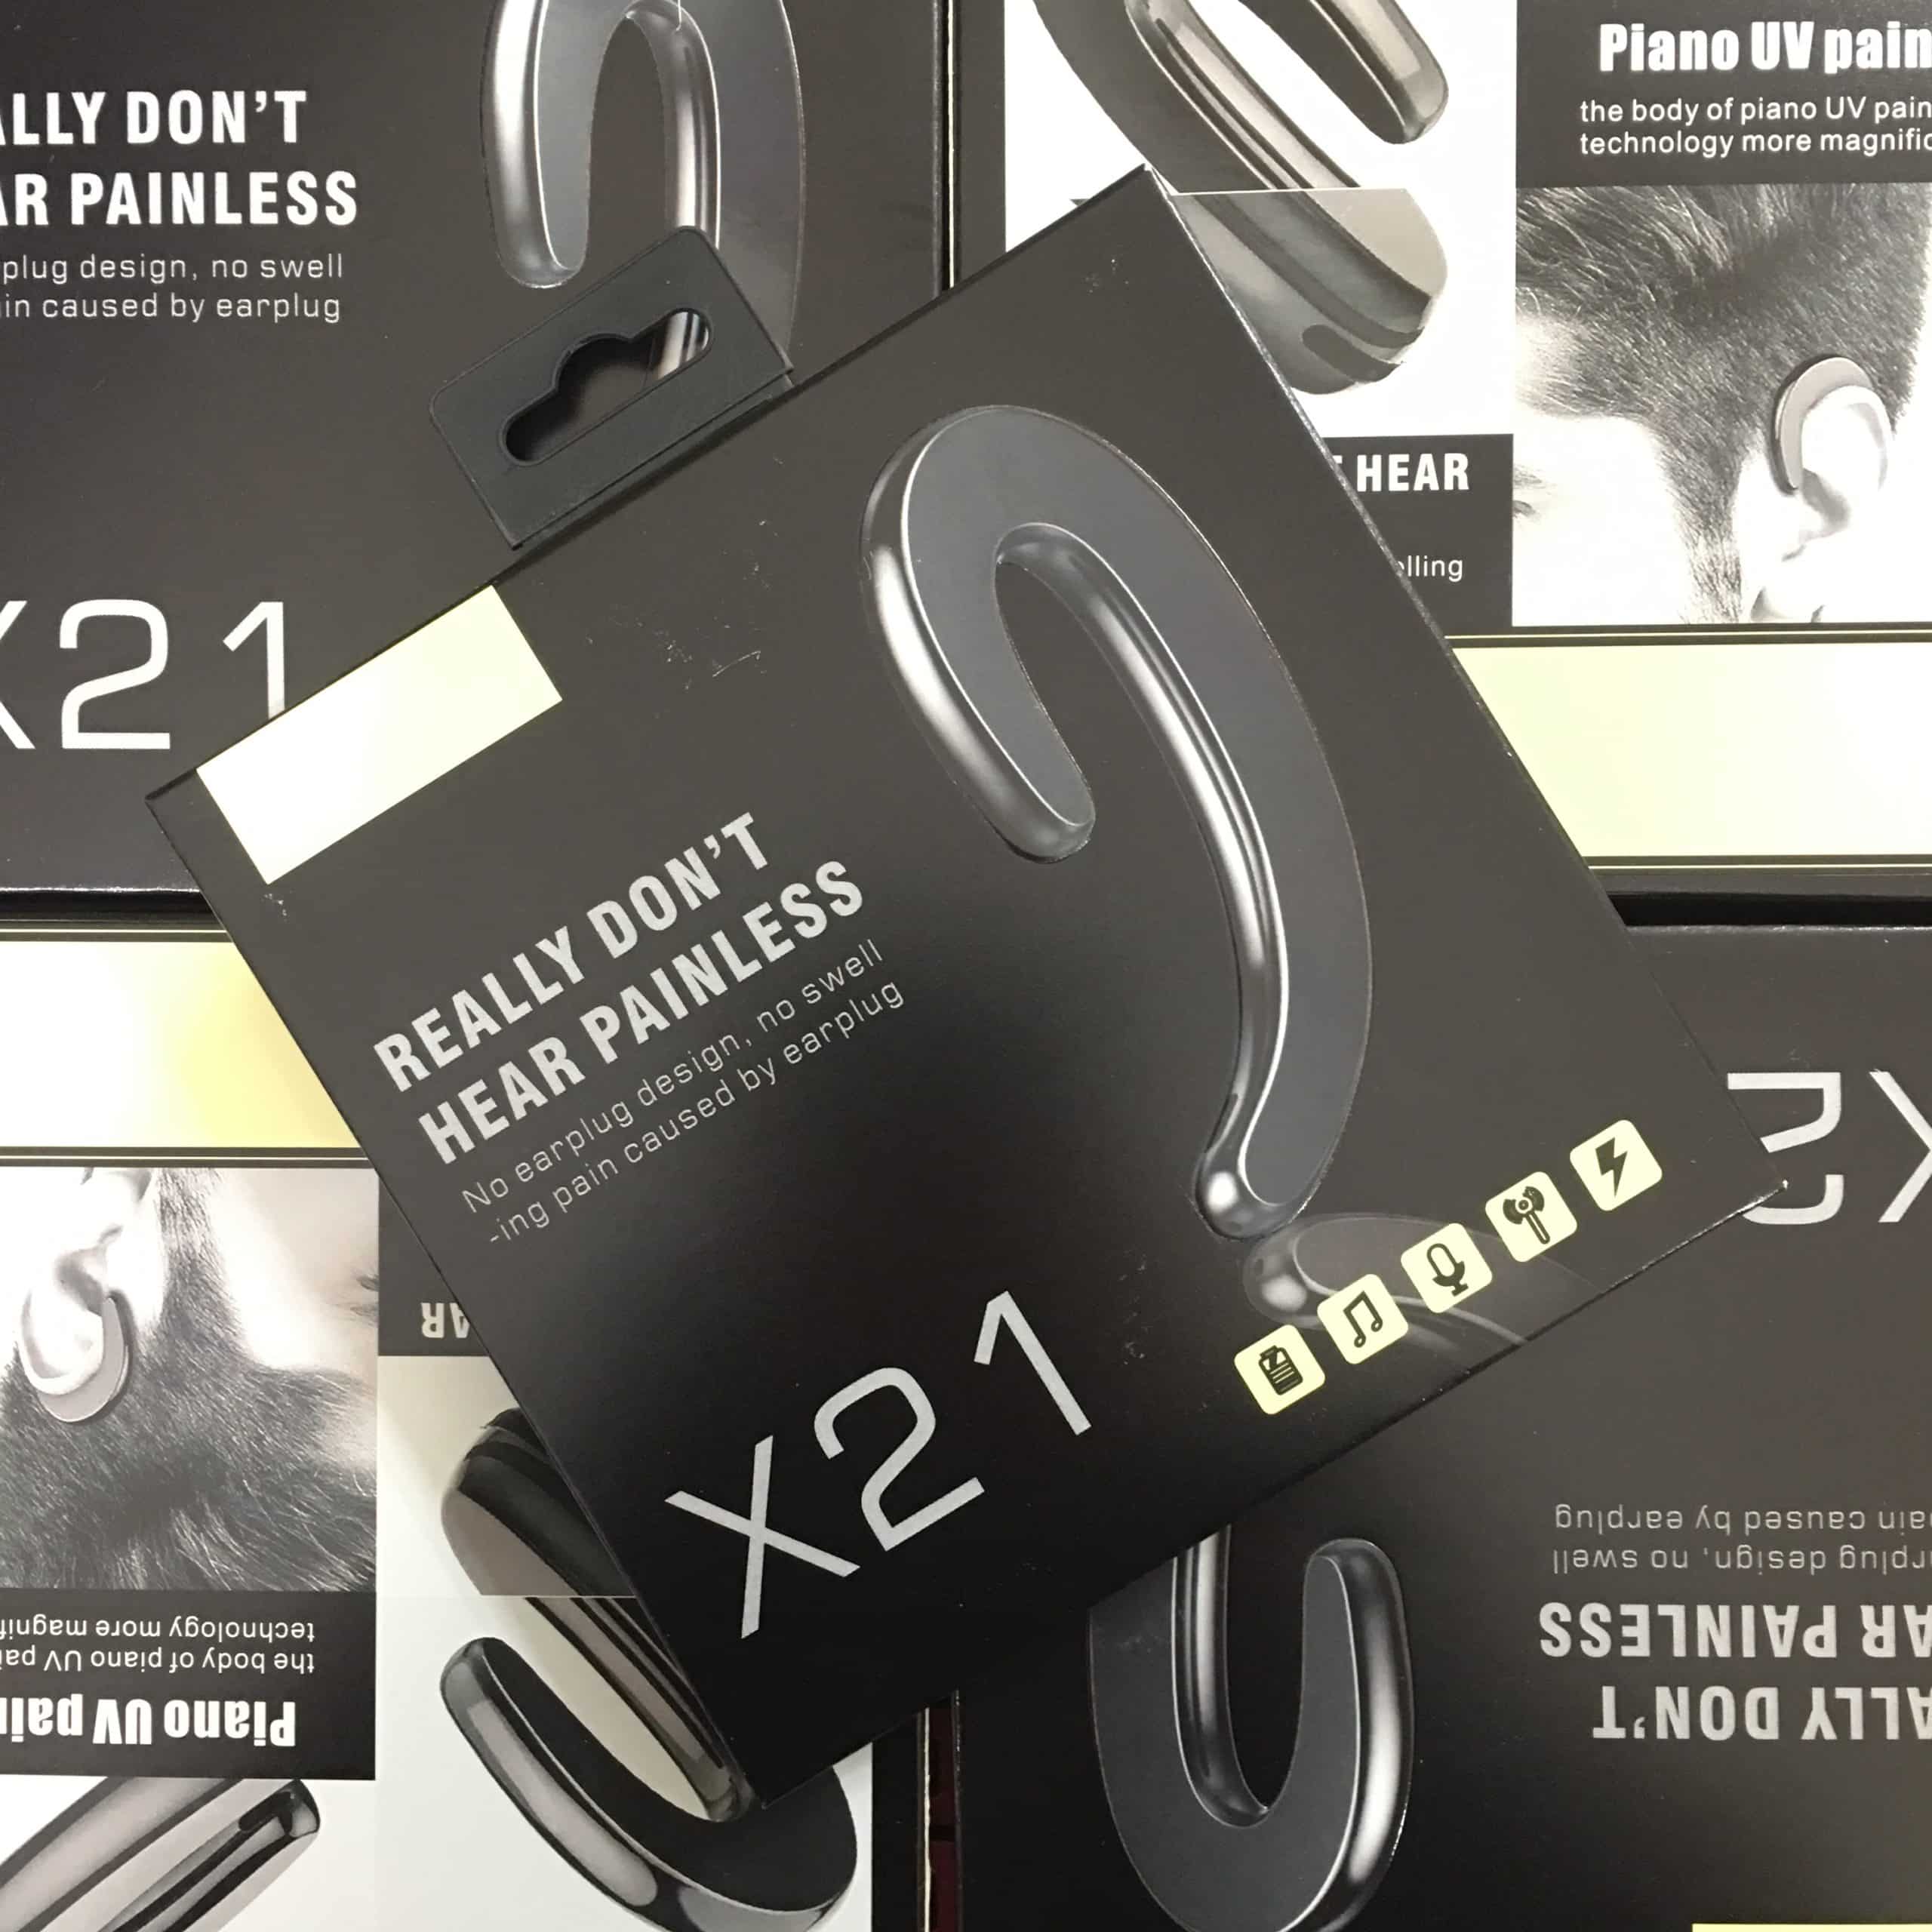 ALLY DON'T
AR PAINLESS
plug design, no swell
in caused by earplug
X21
Piano UV pain
the body of piano UV pain
technology more magnific
HEAR
lling
REALLY DON'T
HEAR PAINLESS
No earplug design, no swell
-ing pain caused by earplug
X21
X2
AR
technology more magnifi
the body of piano UV pai
Piano UV pain
ain caused by earplug
rplug design, no swell
AR PAINLESS
ALLY DON'T